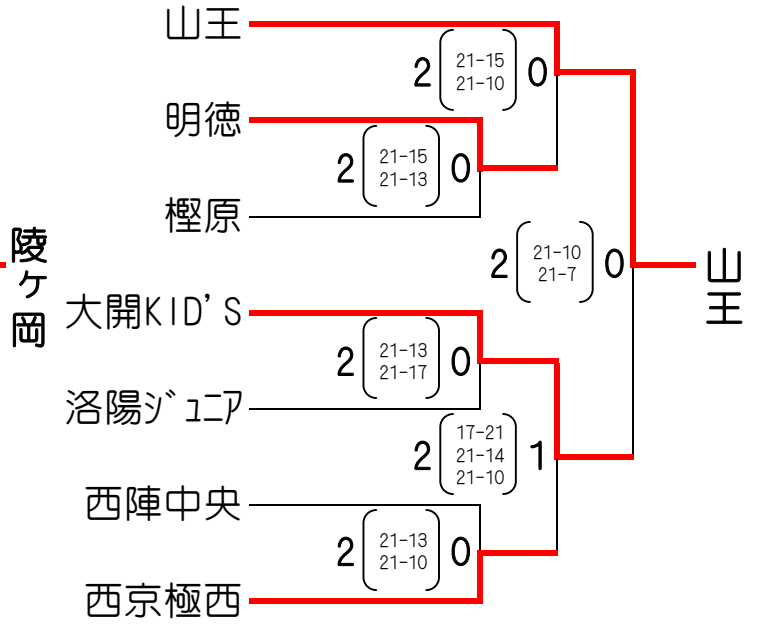 山王
2 21-15 0
21-10
明徳
2 21-15 0
21-13
樫原
陵ケ岡
2 21-10 0
21-7
山王
大開KID'S
2 21-13 0
21-17
洛陽ジュニア
2 17-21 1
21-14
21-10
西陣中央
2 21-13 0
21-10
西京極西